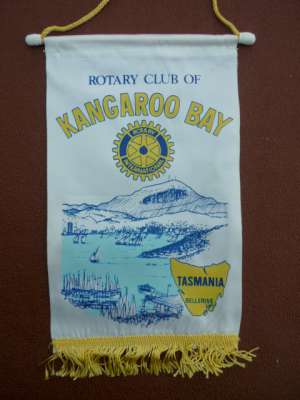 ROTARY CLUB OF
KANGAROO BAY
ROTARY
INTERNATIONAL
TASMANIA
BELLERIVE